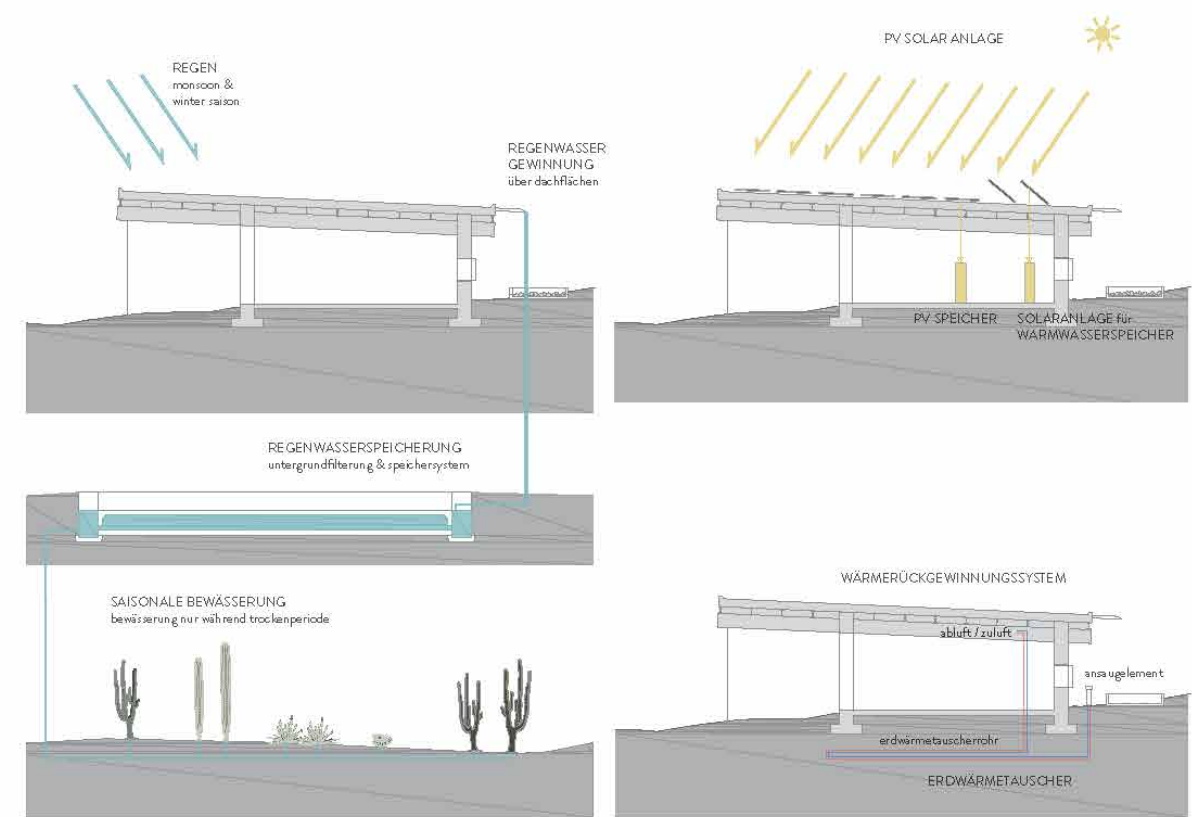 REGEN
monsoon &
winter saison
REGENWASSER
GEWINNUNG
über dachflächen
REGENWASSERSPEICHERUNG
untergrundfilterung & speichersystem
SAISONALE BEWÄSSERUNG
bewässerung nur während trockenperiode
PV SOLAR ANLAGE
PV SPEICHER
SOLARANLAGE für
WARMWASSERSPEICHER
WÄRMERÜCKGEWINNUNGSSYSTEM
abluft / zuluft
ansaugelement
erdwärmetauscherrohr
ERDWÄRMETAUSCHER